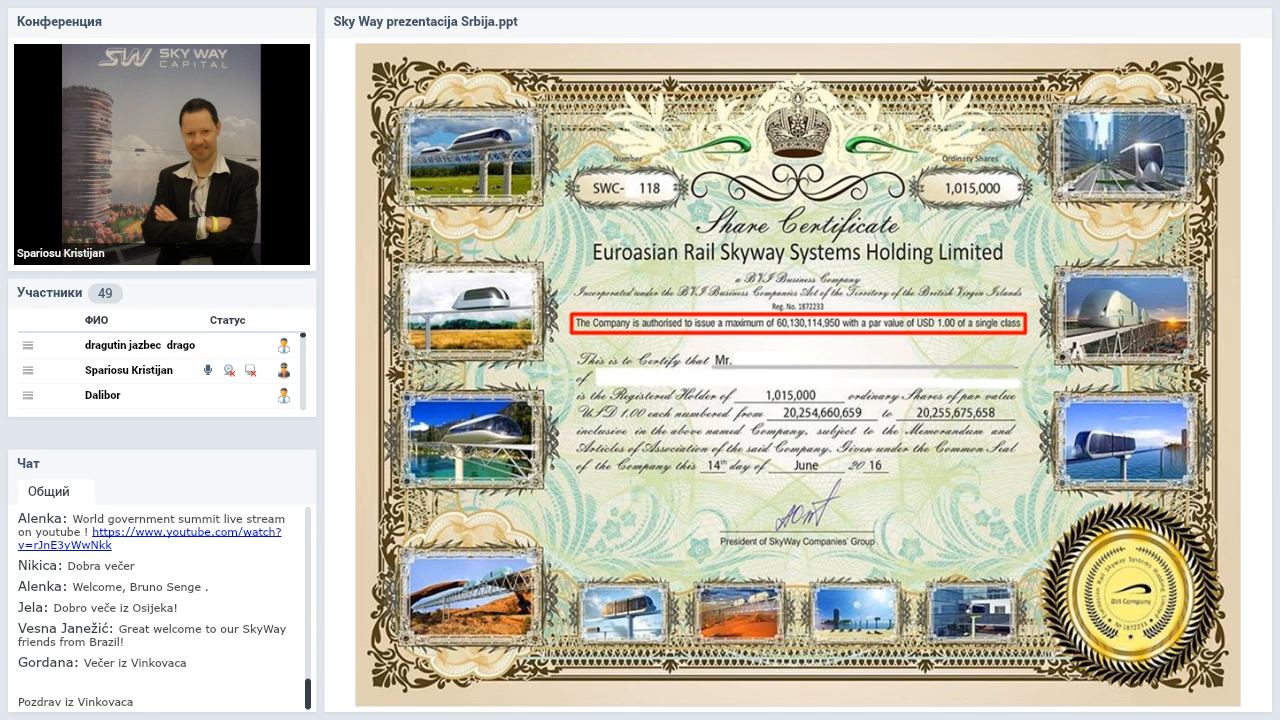 Конференция
SW SKY WAY
CAPITAL
Spariosu Kristijan
Участники 49
ФИО Статус
dragutin jazbec drago
Spariosu Kristijan
Dalibor
Чат
Общий
Alenka: World government summit live stream
on youtube ! https://www.youtube.com/watch?
v=rJnE3yWwNkk
Nikica: Dobra večer
Alenka: Welcome, Bruno Senge .
Jela: Dobro veče iz Osijeka!
Vesna Janežić: Great welcome to our SkyWay
friends from Brazil!
Gordana: Večer iz Vinkovaca
Pozdrav iz Vinkovaca
Sky Way prezentacija Srbija.ppt
Number Ordinary Shares
SWC- 118 1,015,000
Share Certificate
Euroasian Rail Skyway Systems Holding Limited
a BVI Business Company
Incorporated under the BVI Business Companies Act of the Territory of the British Virgin Islands
Reg. No. 1872233
The Company is authorised to issue a maximum of 60,130,114,950 with a par value of USD 1.00 of a single class
This is to Certify that Mr.
of
is the Registered Holder of 1,015,000 ordinary Shares of par value
USD 1.00 each numbered from 20,254,660,659 to 20,255,675,658
inclusive in the above named Company, subject to the Memorandum and
Articles of Association of the said Company. Given under the Common Seal
of the Company this 14th day of June 20 16
President of SkyWay Companies' Group
Rail Skyway Systems Holding
BVI Company
№ 1872233